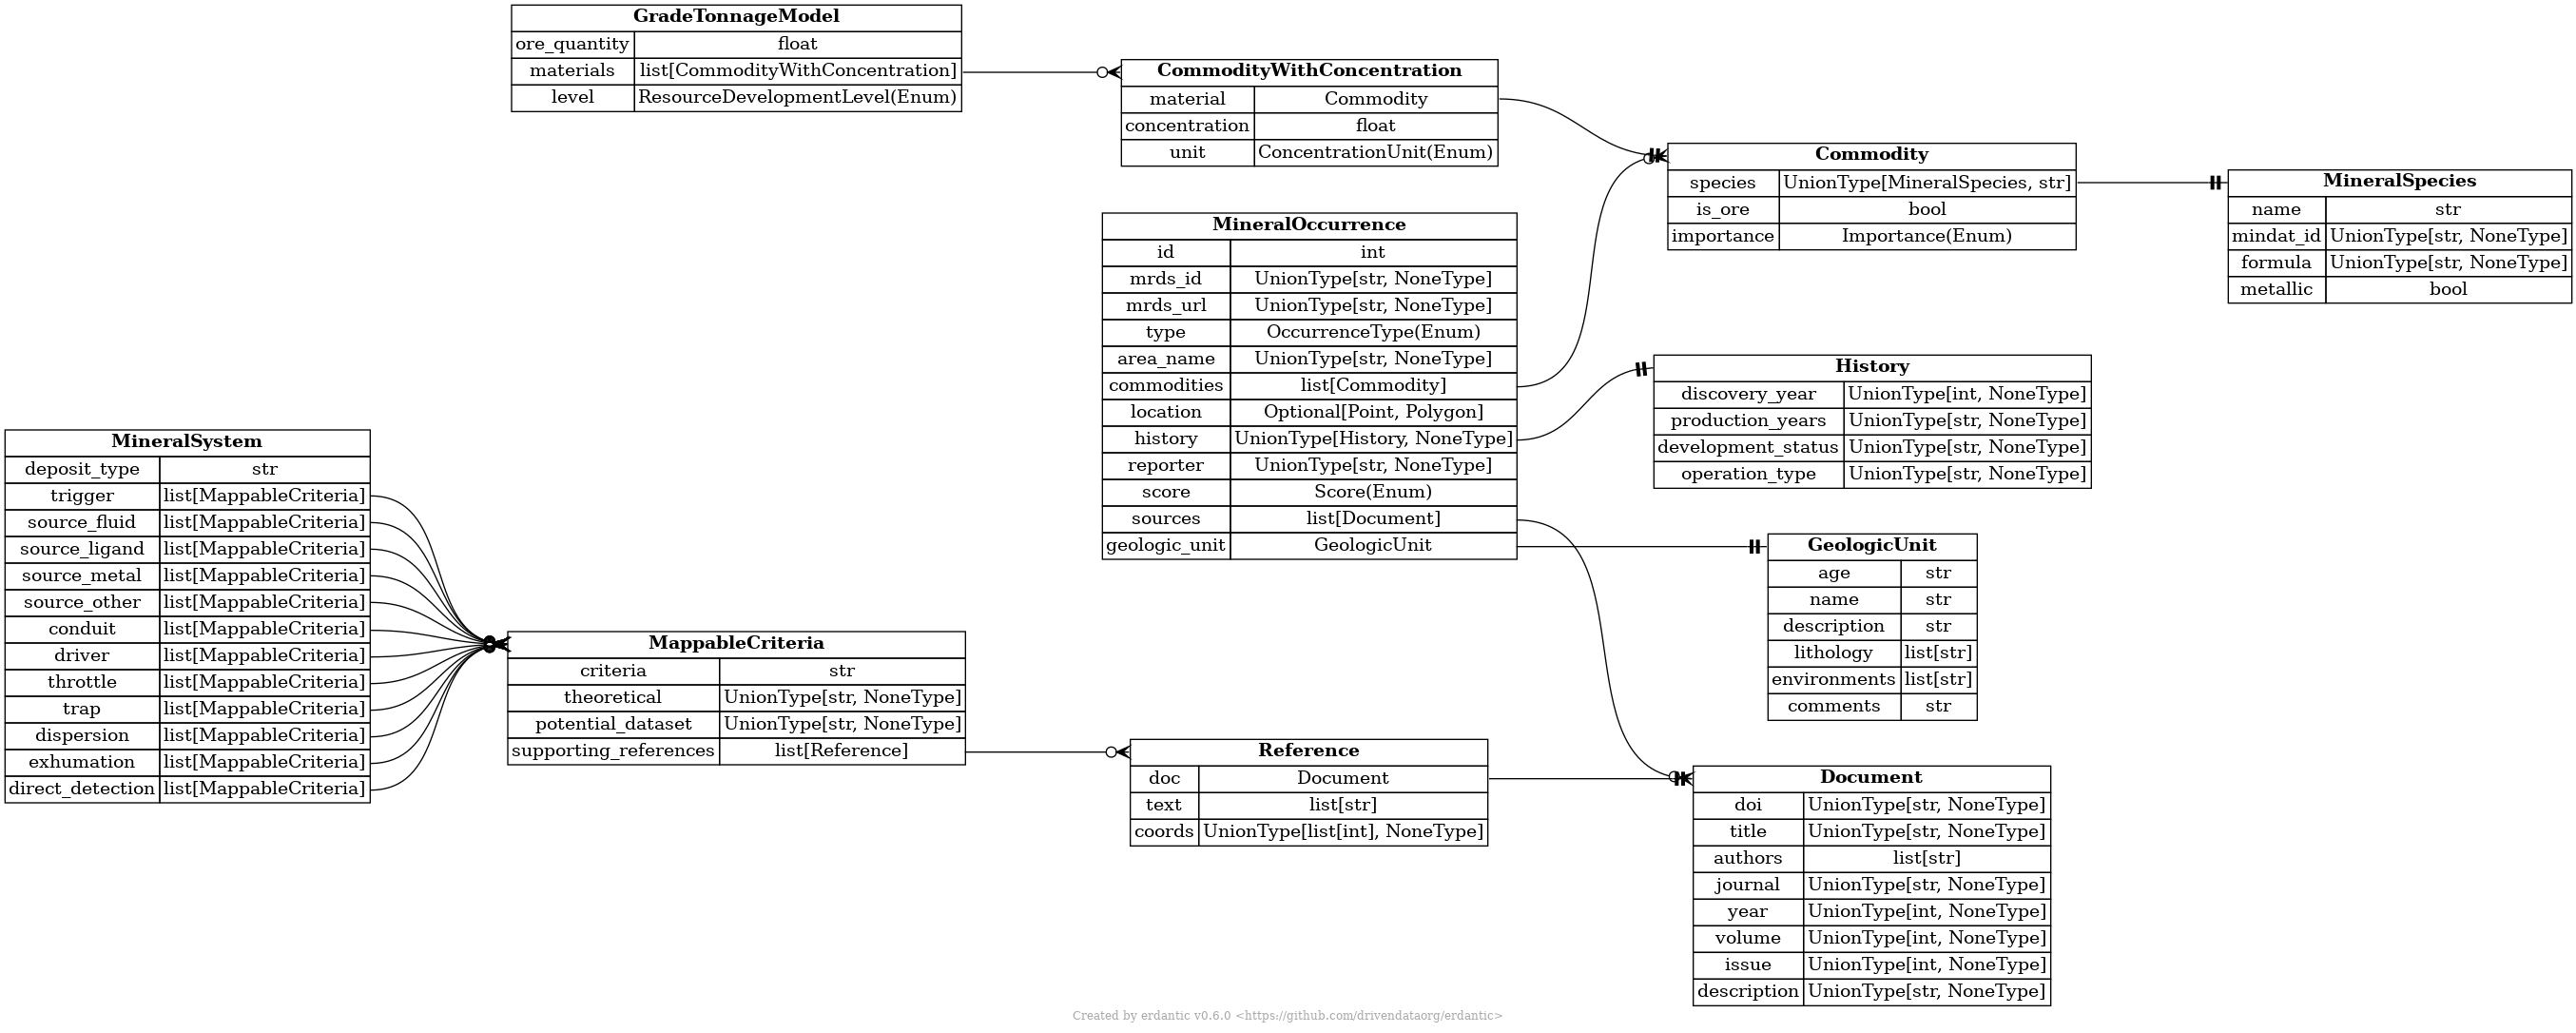 GradeTonnageModel
ore_quantity float
materials list[CommodityWithConcentration]
level ResourceDevelopmentLevel(Enum)
CommodityWithConcentration
material Commodity
concentration float
unit ConcentrationUnit(Enum)
Commodity
species UnionType[MineralSpecies, str]
is_ore bool
importance Importance(Enum)
MineralSpecies
name str
mindat_id UnionType[str, NoneType]
formula UnionType[str, NoneType]
metallic bool
MineralOccurrence
id int
mrds_id UnionType[str, NoneType]
mrds_url UnionType[str, NoneType]
type OccurrenceType(Enum)
area_name UnionType[str, NoneType]
commodities list[Commodity]
location Optional[Point, Polygon]
history UnionType[History, NoneType]
reporter UnionType[str, NoneType]
score Score(Enum)
sources list[Document]
geologic_unit GeologicUnit
History
discovery_year UnionType[int, NoneType]
production_years UnionType[str, NoneType]
development_status UnionType[str, NoneType]
operation_type UnionType[str, NoneType]
MineralSystem
deposit_type str
trigger list[MappableCriteria]
source_fluid list[MappableCriteria]
source_ligand list[MappableCriteria]
source_metal list[MappableCriteria]
source_other list[MappableCriteria]
conduit list[MappableCriteria]
driver list[MappableCriteria]
throttle list[MappableCriteria]
trap list[MappableCriteria]
dispersion list[MappableCriteria]
exhumation list[MappableCriteria]
direct_detection list[MappableCriteria]
GeologicUnit
age str
name str
description str
lithology list[str]
environments list[str]
comments str
MappableCriteria
criteria str
theoretical UnionType[str, NoneType]
potential_dataset UnionType[str, NoneType]
supporting_references list[Reference]
Reference
doc Document
text list[str]
coords UnionType[list[int], NoneType]
Document
doi UnionType[str, NoneType]
title UnionType[str, NoneType]
authors list[str]
journal UnionType[str, NoneType]
year UnionType[int, NoneType]
volume UnionType[int, NoneType]
issue UnionType[int, NoneType]
description UnionType[str, NoneType]
Created by erdantic v0.6.0 <https://github.com/drivendataorg/erdantic>